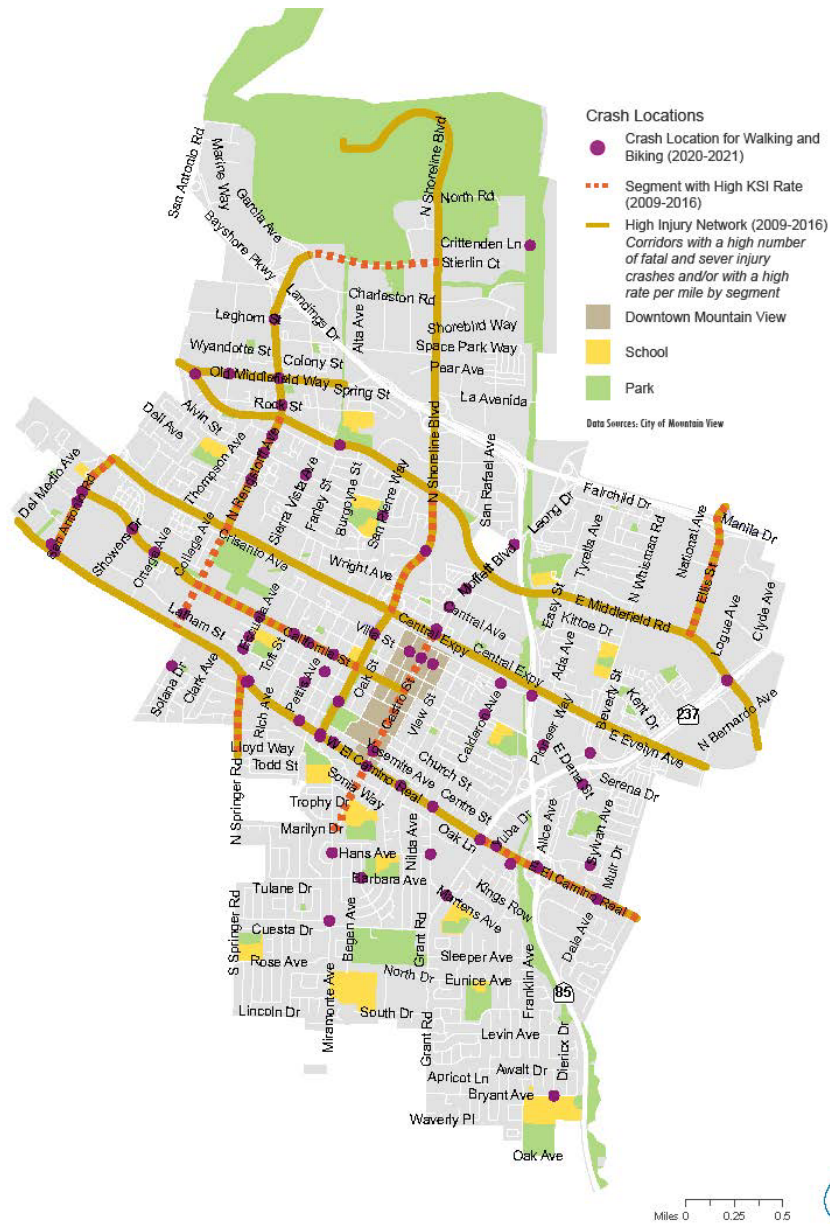 Crash Locations
Crash Location for Walking and
Biking (2020-2021)
Segment with High KSI Rate
(2009-2016)
High Injury Network (2009-2016)
Corridors with a high number
of fatal and sever injury
crashes and/or with a high
rate per mile by segment
Downtown Mountain View
School
Park
Data Sources: City of Mountain View
San Antonio Rd
Marine Way
Garcia Ave
Bayshore Pkwy
N Shoreline Blvd
North Rd
Crittenden Ln
Stierlin Ct
Landings Dr
Charleston Rd
Alta Ave
Leghorn St
Shorebird Way
Wyandotte St
Colony St
Space Park Way
Old Middlefield Way
Spring St
Pear Ave
La Avenida
Rock St
Alvin St
Dell Ave
Del Medio Ave
San Antonio Rd
Thompson Ave
N Rengstorff Ave
Sierra Vista Ave
Farley St
Burgoyne St
San Pierre Way
N Shoreline Blvd
San Rafael Ave
Leong Dr
Fairchild Dr
Manila Dr
Showers Dr
Ortega Ave
College Ave
Crisanto Ave
Wright Ave
Moffett Blvd
Tyrella Ave
N Whisman Rd
National Ave
Ellis St
Easy St
E Middlefield Rd
Logue Ave
Clyde Ave
Latham St
Escuela Ave
Toft St
California St
Villa St
Central Ave
Central Expy
Central Expy
Kittoe Dr
Ada Ave
Solana Dr
Clark Ave
Rich Ave
Pettis Ave
Oak St
Castro St
View St
Calderon Ave
Pioneer Way
Beverly St
Kent Dr
237
N Bernardo Ave
E Evelyn Ave
Lloyd Way
Todd St
W El Camino Real
Yosemite Ave
Church St
E Dana St
Serena Dr
N Springer Rd
Sonia Way
Trophy Dr
Centre St
Marilyn Dr
Oak Ln
Yuba Dr
Alice Ave
Sylvan Ave
Muir Dr
Hans Ave
Nilda Ave
E El Camino Real
Barbara Ave
Kings Row
Tulane Dr
Martens Ave
Dale Ave
S Springer Rd
Cuesta Dr
Begen Ave
Grant Rd
Rose Ave
Sleeper Ave
North Dr
Eunice Ave
Franklin Ave
85
Miramonte Ave
Lincoln Dr
South Dr
Grant Rd
Levin Ave
Diericx Dr
Awalt Dr
Apricot Ln
Bryant Ave
Waverly Pl
Oak Ave
Miles 0 0.25 0.5